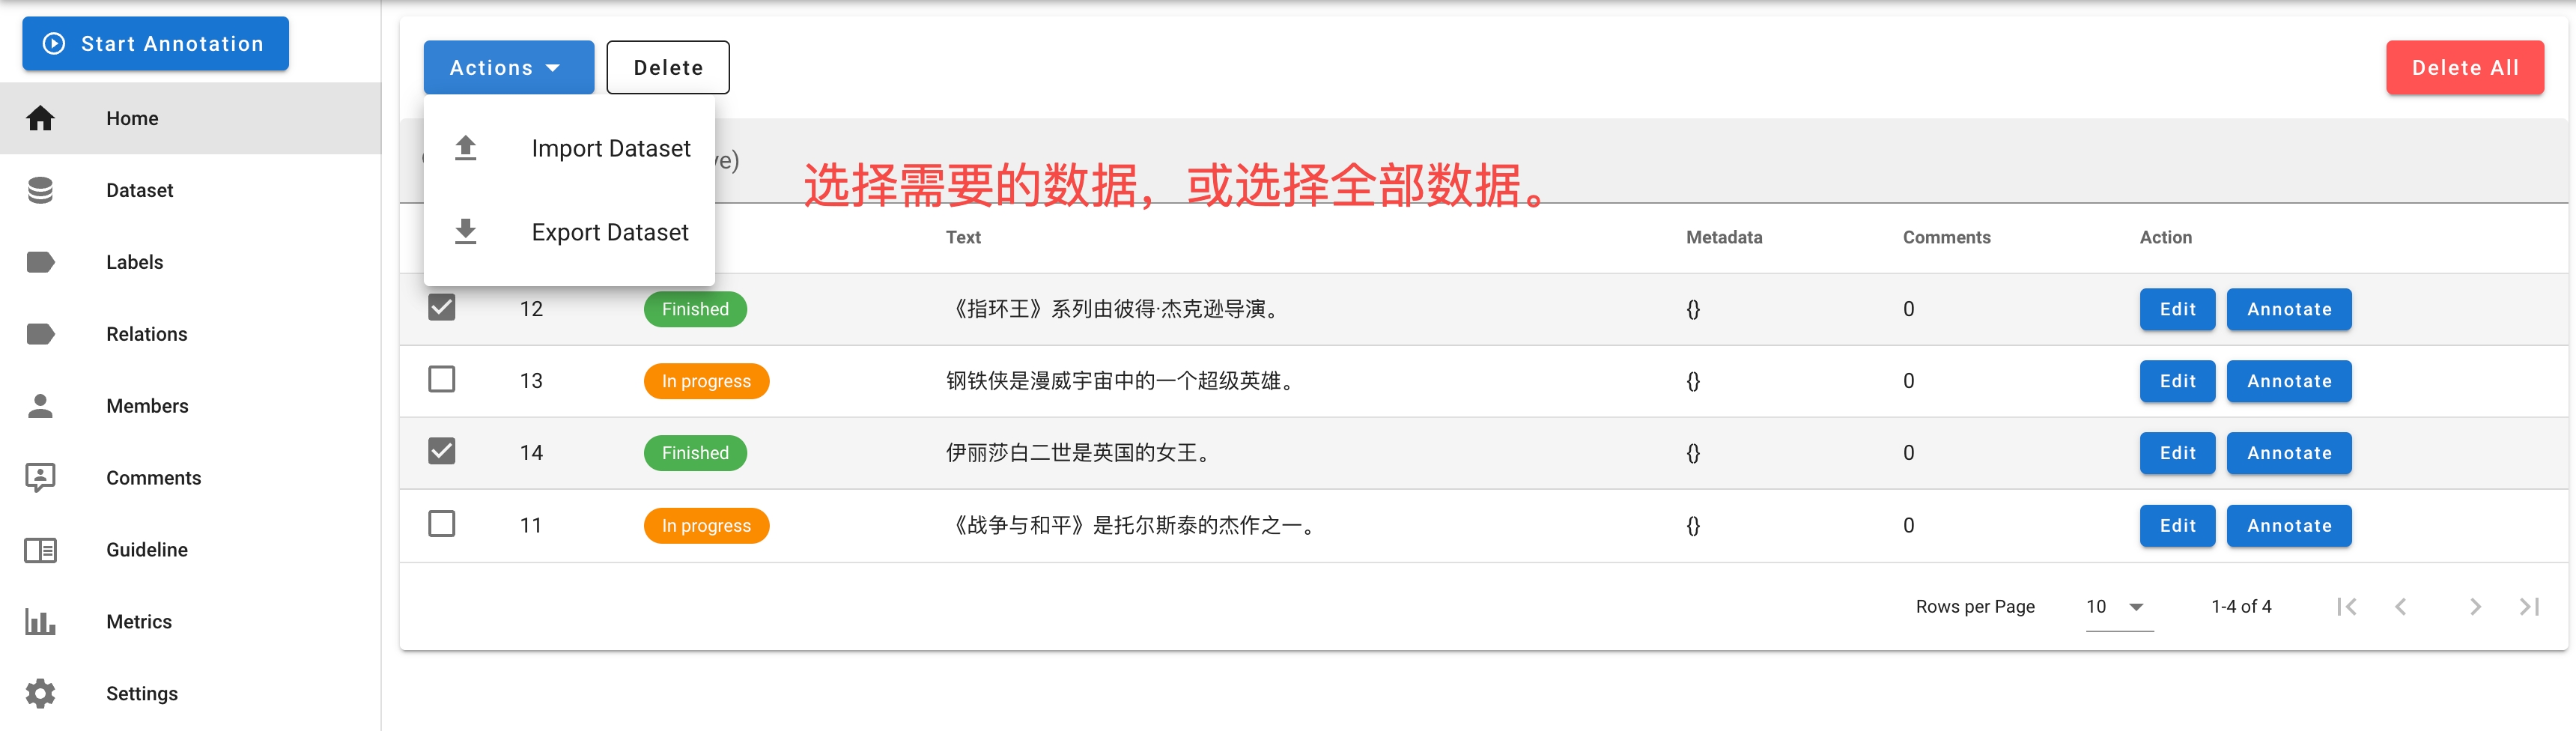 Start Annotation
Home
Dataset
Labels
Relations
Members
Comments
Guideline
Metrics
Settings
Actions
Delete
Delete All
Import Dataset
Export Dataset
选择需要的数据，或选择全部数据。
Text Metadata Comments Action
12 Finished 《指环王》系列由彼得·杰克逊导演。 {} 0 Edit Annotate
13 In progress 钢铁侠是漫威宇宙中的一个超级英雄。 {} 0 Edit Annotate
14 Finished 伊丽莎白二世是英国的女王。 {} 0 Edit Annotate
11 In progress 《战争与和平》是托尔斯泰的杰作之一。 {} 0 Edit Annotate
Rows per Page 10 1-4 of 4